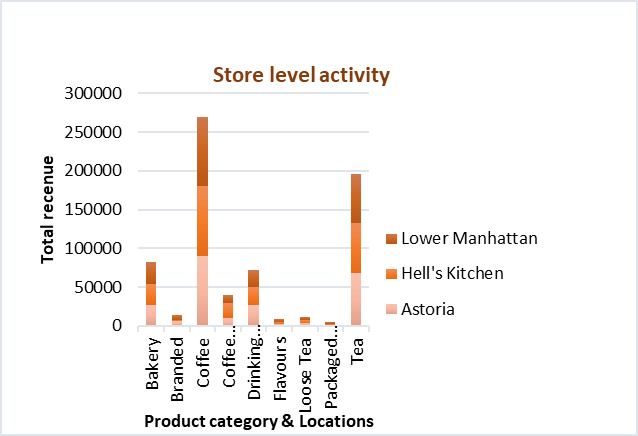 Store level activity
300000
250000
200000
150000
100000
50000
0
Total recenue
Bakery
Branded
Coffee
Coffee…
Drinking…
Flavours
Loose Tea
Packaged…
Tea
Product category & Locations
Lower Manhattan
Hell's Kitchen
Astoria